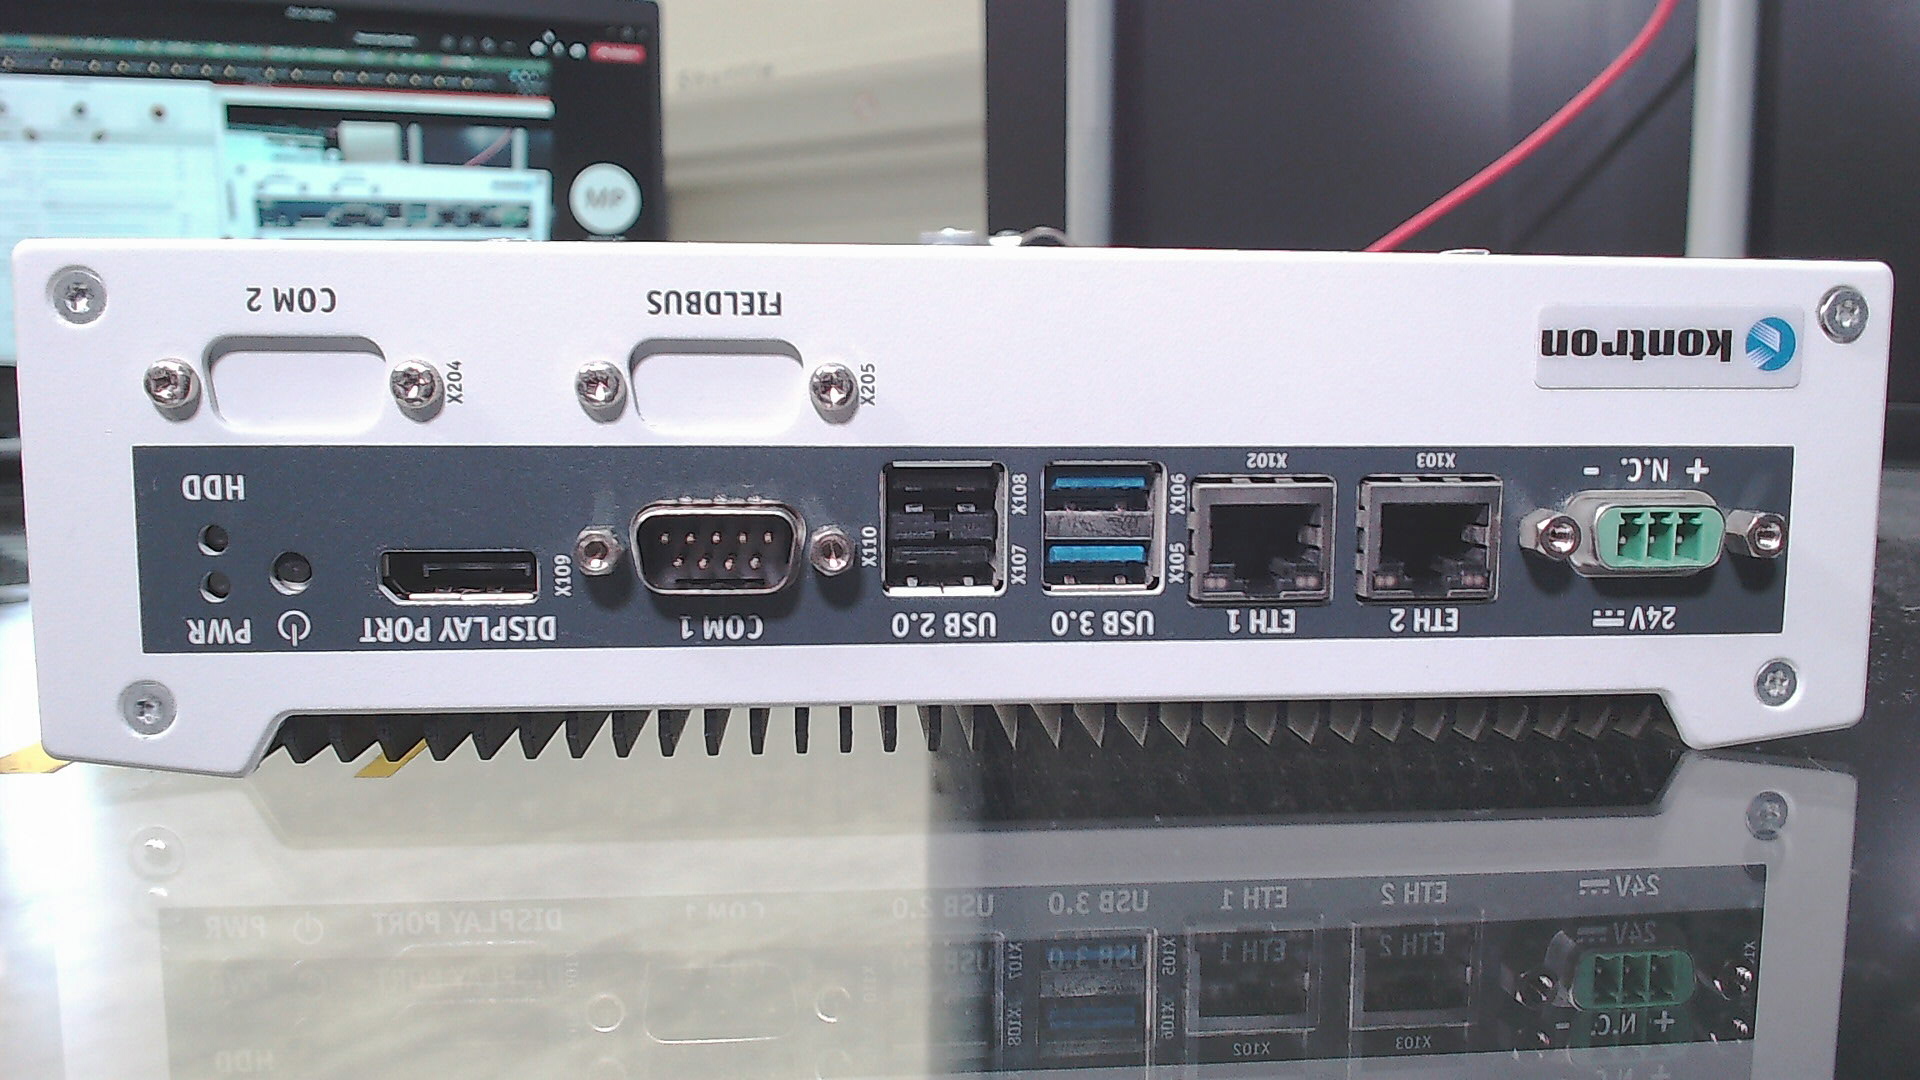 kontron
24V
+ N.C. -
ETH 2
X103
ETH 1
X102
USB 3.0
X105
X106
USB 2.0
X107
X108
COM 1
X110
DISPLAY PORT
X109
PWR
HDD
FIELDBUS
X205
COM 2
X204
MP